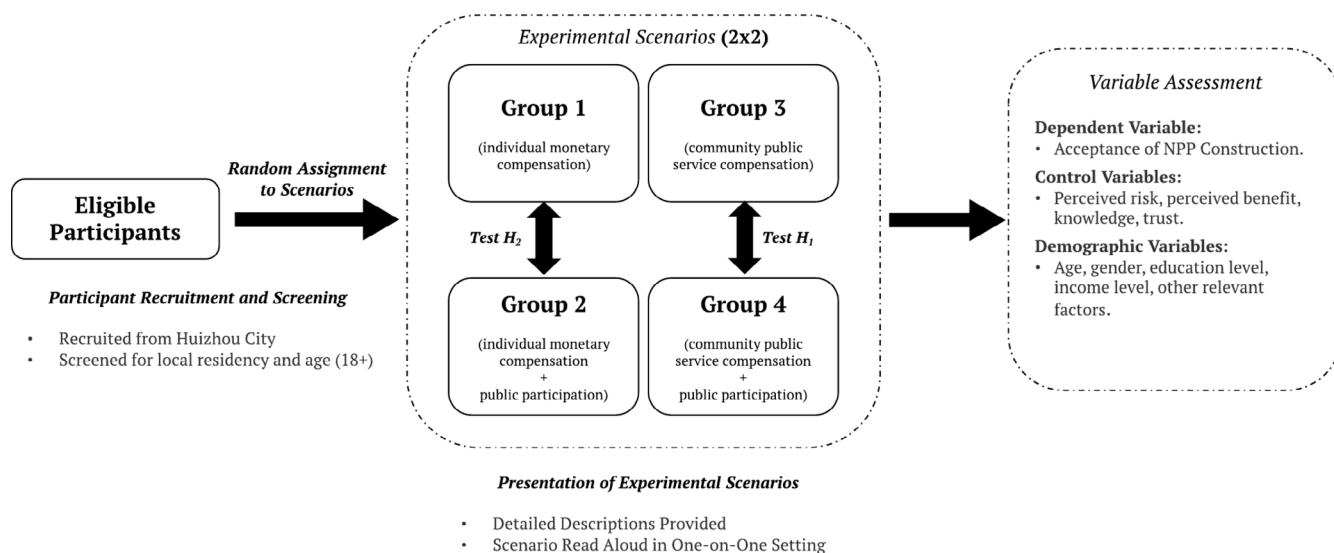 Eligible
Participants
Participant Recruitment and Screening
• Recruited from Huizhou City
• Screened for local residency and age (18+)
Random Assignment
to Scenarios
Experimental Scenarios (2x2)
Group 1
(individual monetary
compensation)
Group 3
(community public
service compensation)
Test H₂
Test H₁
Group 2
(individual monetary
compensation
+
public participation)
Group 4
(community public
service compensation
+
public participation)
Presentation of Experimental Scenarios
• Detailed Descriptions Provided
• Scenario Read Aloud in One-on-One Setting
Variable Assessment
Dependent Variable:
• Acceptance of NPP Construction.
Control Variables:
• Perceived risk, perceived benefit,
knowledge, trust.
Demographic Variables:
• Age, gender, education level,
income level, other relevant
factors.